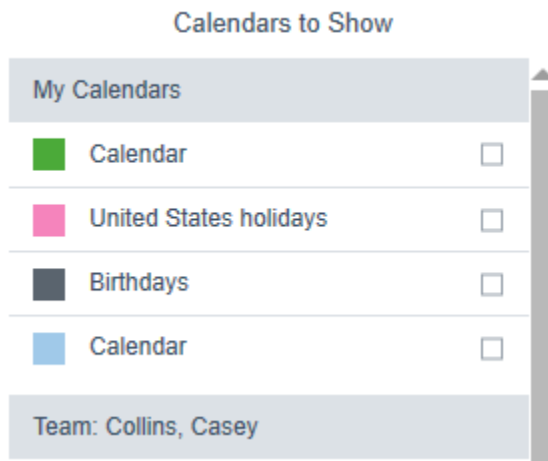 Calendars to Show
My Calendars
Calendar
United States holidays
Birthdays
Calendar
Team: Collins, Casey